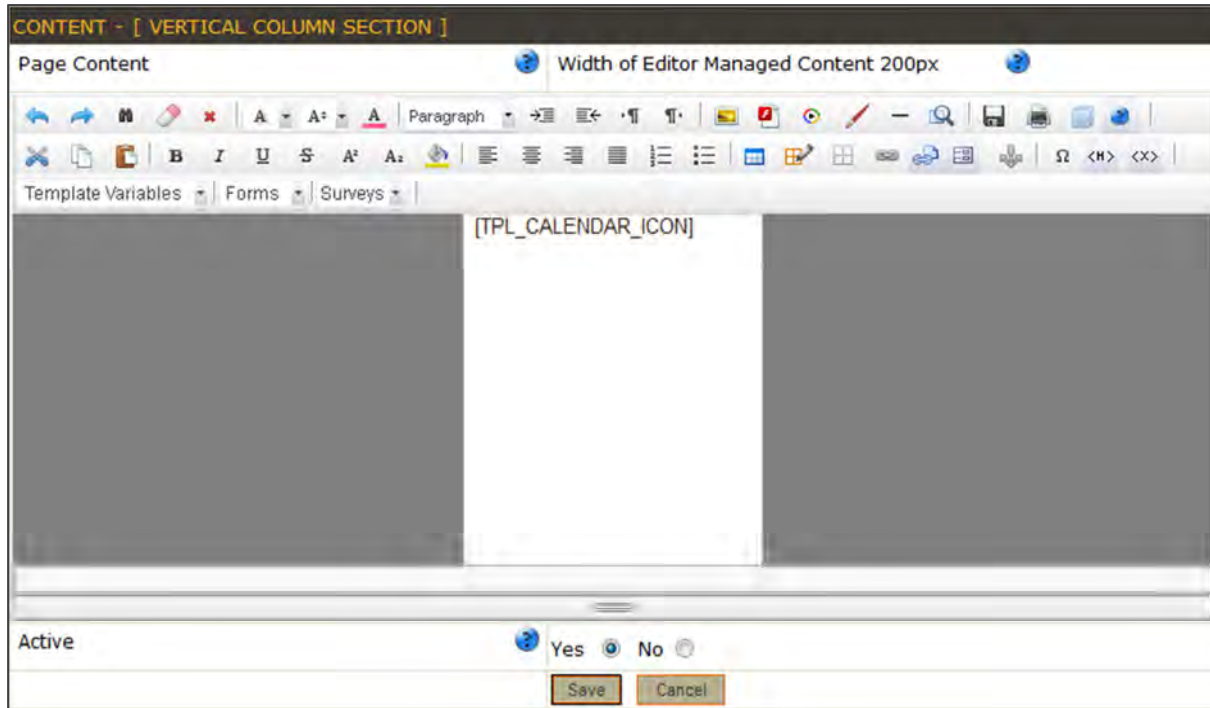 CONTENT - [ VERTICAL COLUMN SECTION ]
Page Content Width of Editor Managed Content 200px
Paragraph
Template Variables Forms Surveys
[TPL_CALENDAR_ICON]
Active Yes No
Save Cancel